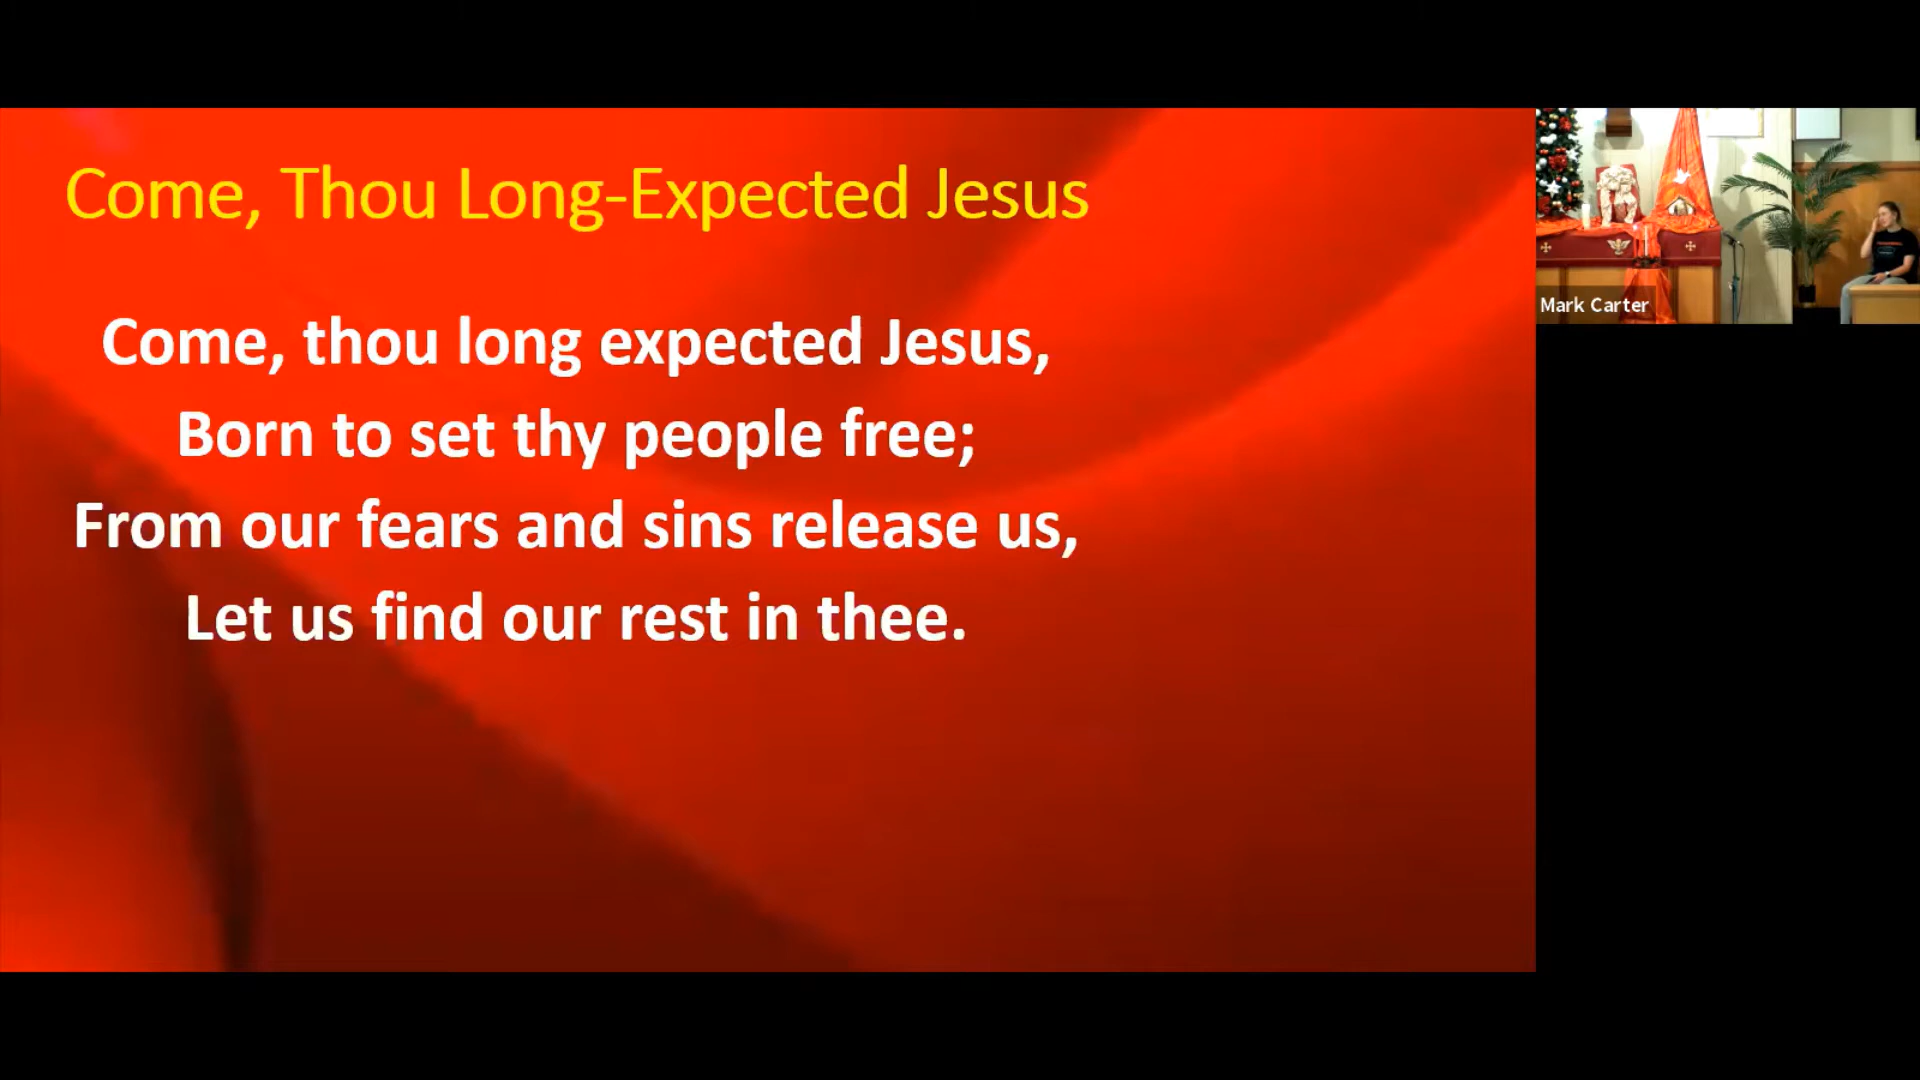 Come, Thou Long-Expected Jesus
Come, thou long expected Jesus,
Born to set thy people free;
From our fears and sins release us,
Let us find our rest in thee.
Mark Carter